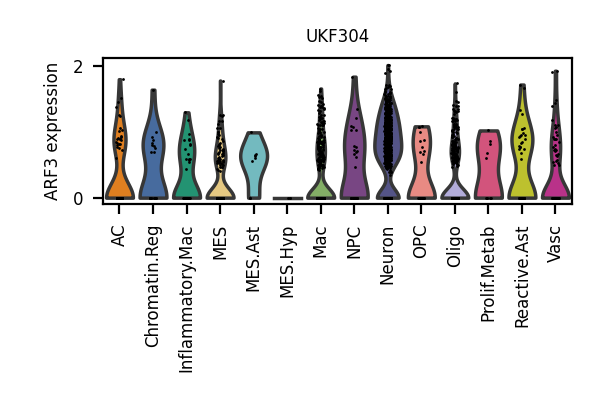 UKF304
ARF3 expression
2
0
AC
Chromatin.Reg
Inflammatory.Mac
MES
MES.Ast
MES.Hyp
Mac
NPC
Neuron
OPC
Oligo
Prolif.Metab
Reactive.Ast
Vasc